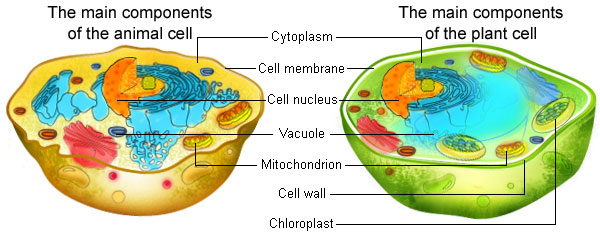 The main components
of the animal cell
The main components
of the plant cell
Cytoplasm
Cell membrane
Cell nucleus
Vacuole
Mitochondrion
Cell wall
Chloroplast